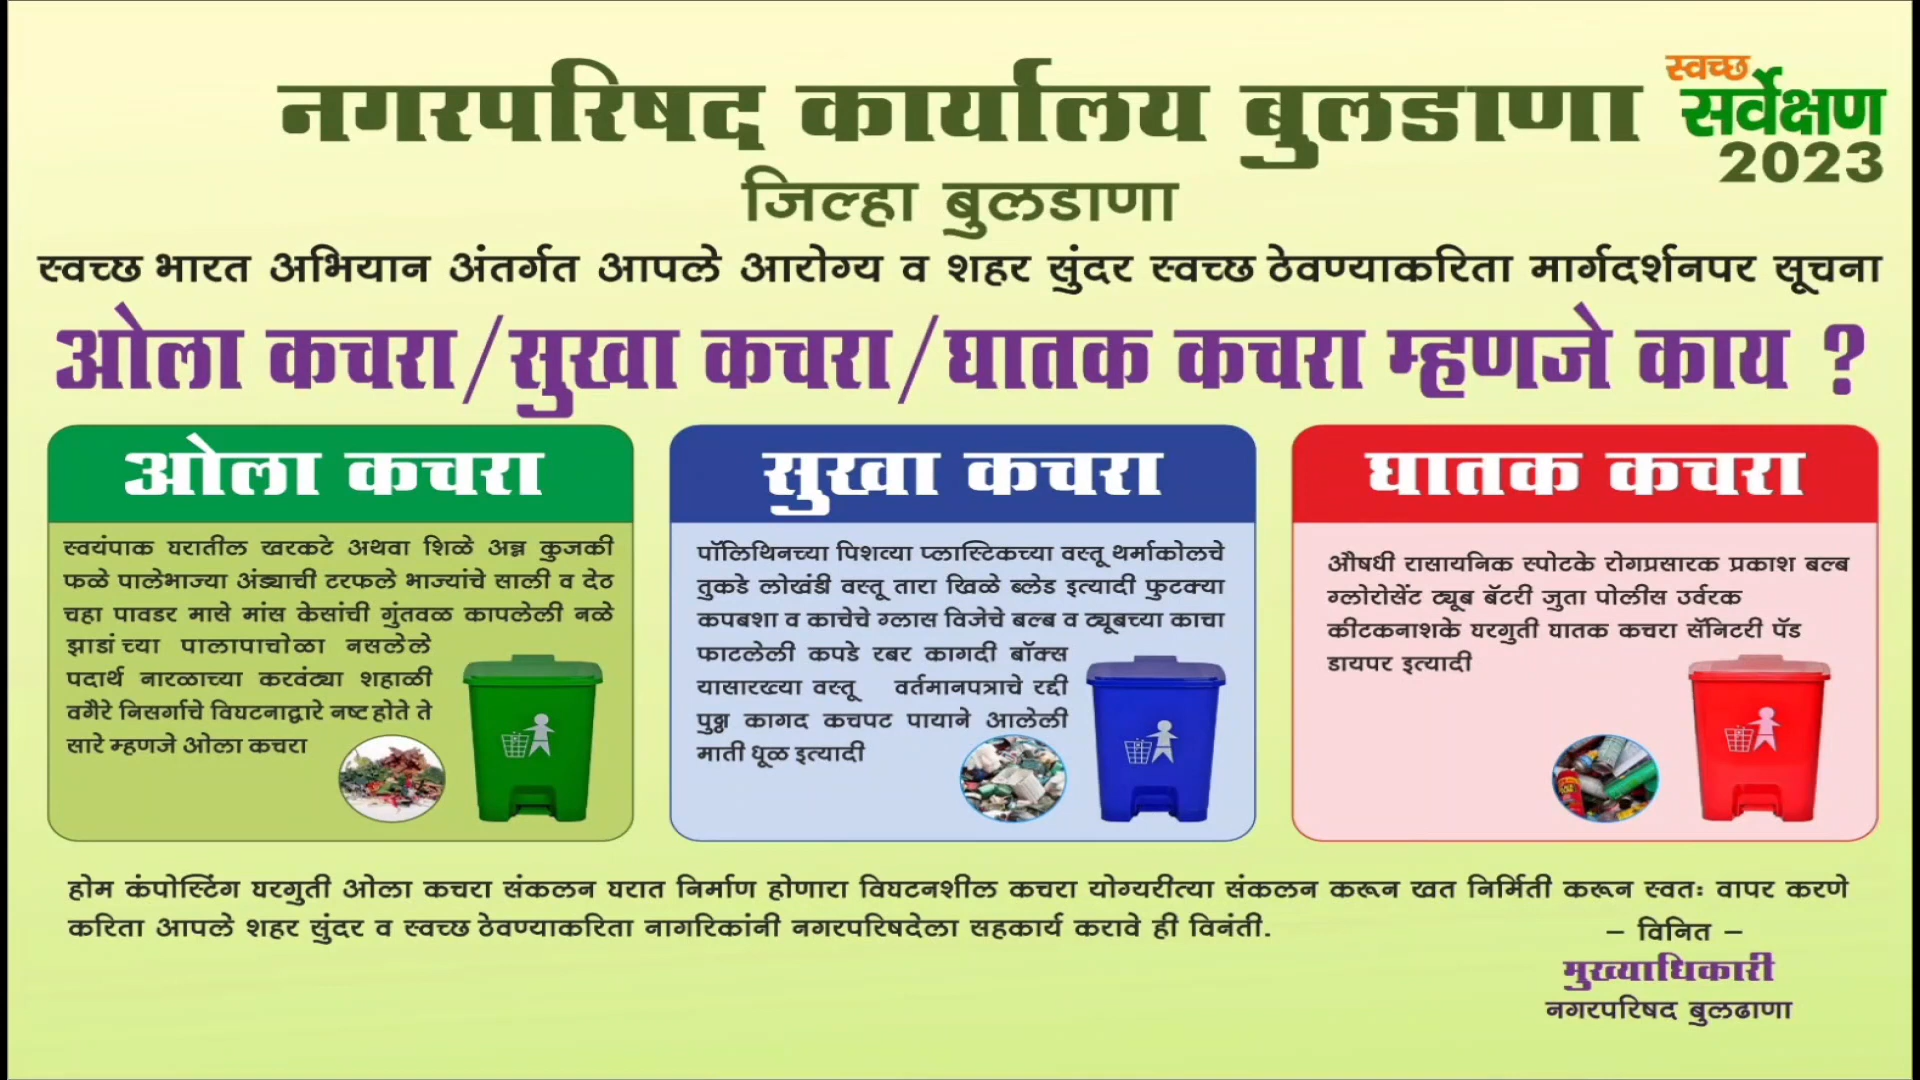 नगरपरिषद कार्यालय बुलडाणा
स्वच्छ
सर्वेक्षण
2023
जिल्हा बुलडाणा
स्वच्छ भारत अभियान अंतर्गत आपले आरोग्य व शहर सुंदर स्वच्छ ठेवण्याकरिता मार्गदर्शनपर सूचना
ओला कचरा/सुखा कचरा/घातक कचरा म्हणजे काय ?
ओला कचरा
स्वयंपाक घरातील खरकटे अथवा शिळे अन्न कुजकी
फळे पालेभाज्या अंड्याची टरफले भाज्यांचे साली व देठ
चहा पावडर मासे मांस केसांची गुंतवळ कापलेली नळे
झाडां च्या पालापाचोळा नसलेले
पदार्थ नारळाच्या करवंट्या शहाळी
वगैरे निसर्गाचे विघटनाद्वारे नष्ट होते ते
सारे म्हणजे ओला कचरा
सुखा कचरा
पॉलिथिनच्या पिशव्या प्लास्टिकच्या वस्तू थर्माकोलचे
तुकडे लोखंडी वस्तू तारा खिळे ब्लेड इत्यादी फुटक्या
कपबशा व काचेचे ग्लास विजेचे बल्ब व ट्यूबच्या काचा
फाटलेली कपडे रबर कागदी बॉक्स
यासारख्या वस्तू वर्तमानपत्राचे रद्दी
पुठ्ठा कागद कचपट पायाने आलेली
माती धूळ इत्यादी
घातक कचरा
औषधी रासायनिक स्पोटके रोगप्रसारक प्रकाश बल्ब
ग्लोरोसेंट ट्यूब बॅटरी जुता पोलीस उर्वरक
कीटकनाशके घरगुती घातक कचरा सॅनिटरी पॅड
डायपर इत्यादी
होम कंपोस्टिंग घरगुती ओला कचरा संकलन घरात निर्माण होणारा विघटनशील कचरा योग्यरीत्या संकलन करून खत निर्मिती करून स्वतः वापर करणे
करिता आपले शहर सुंदर व स्वच्छ ठेवण्याकरिता नागरिकांनी नगरपरिषदेला सहकार्य करावे ही विनंती.
– विनित –
मुख्याधिकारी
नगरपरिषद बुलढाणा